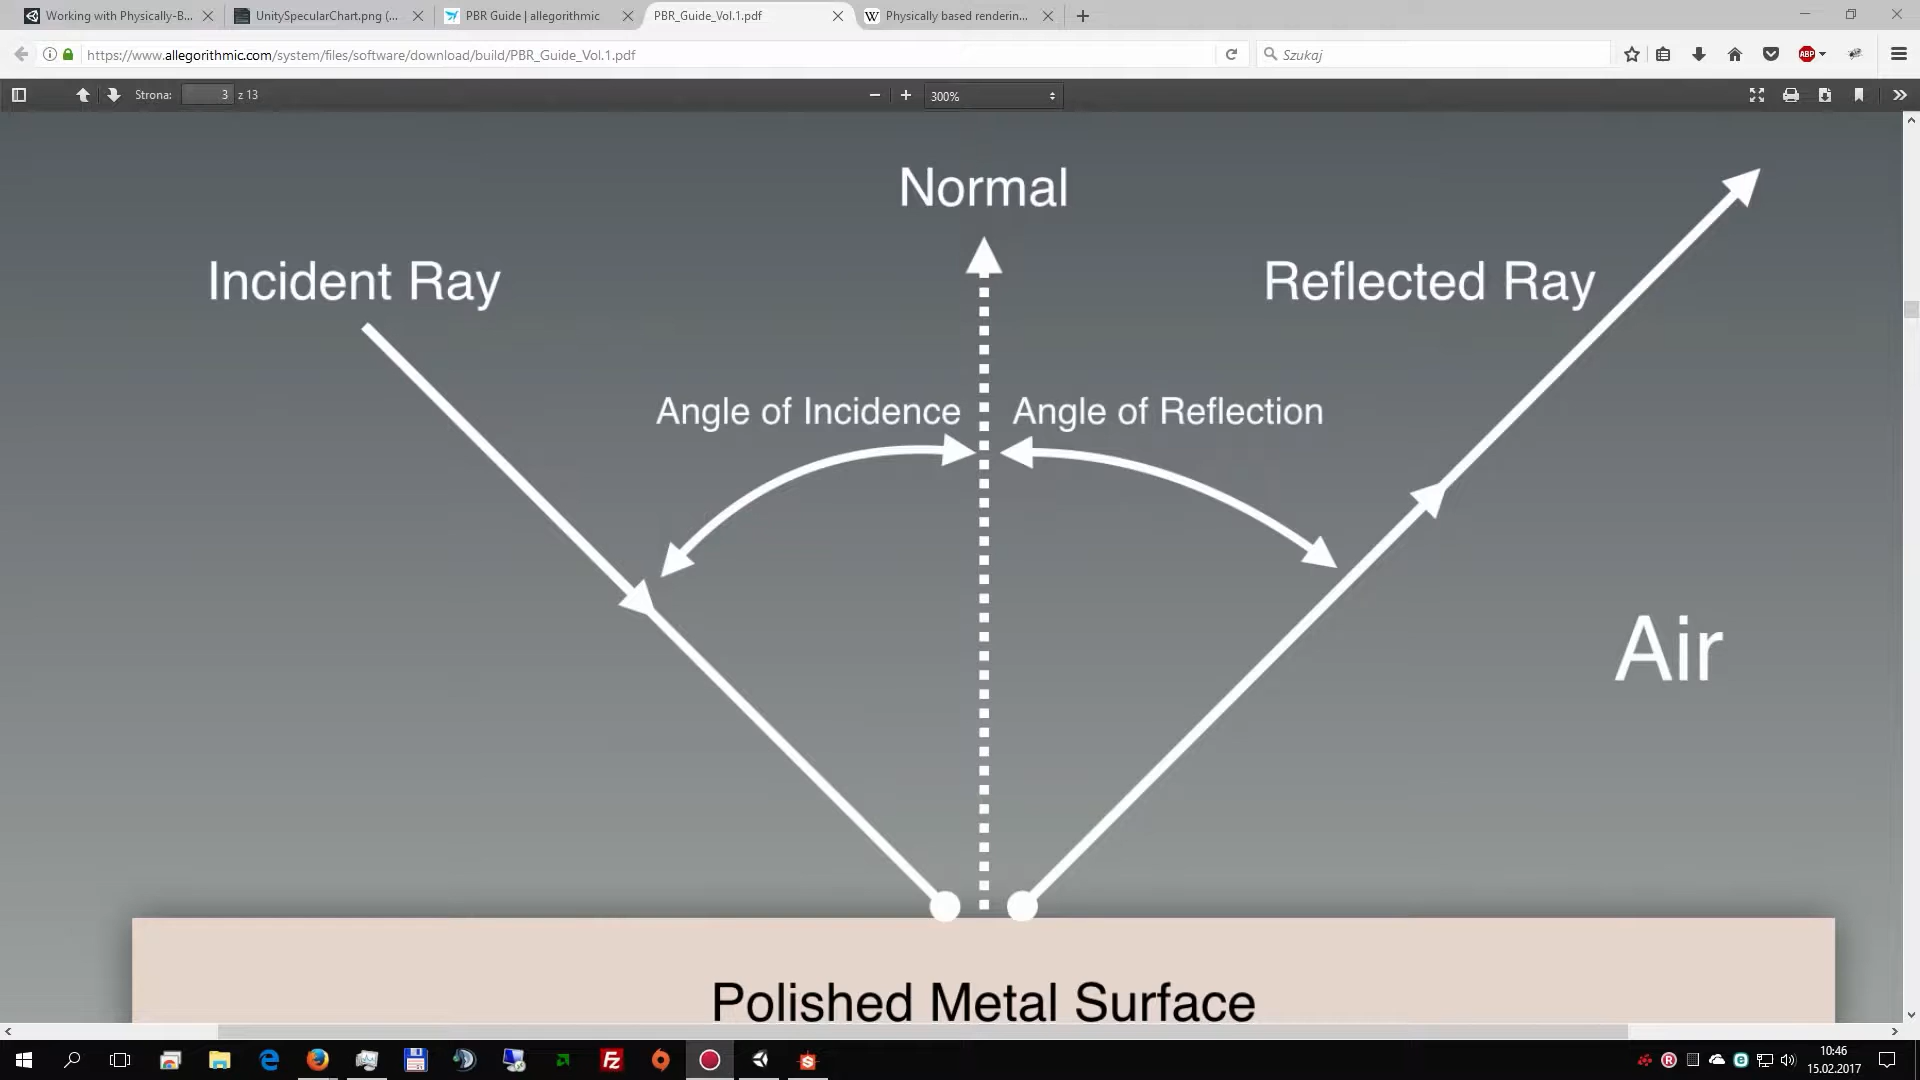 Working with Physically-B...
UnitySpecularChart.png (...
PBR Guide | allegorithmic
PBR_Guide_Vol.1.pdf
W
Physically based renderin...
https://www.allegorithmic.com/system/files/software/download/build/PBR_Guide_Vol.1.pdf
Szukaj
ABP
Strona:
3
z 13
300%
Normal
Incident Ray
Reflected Ray
Angle of Incidence
Angle of Reflection
Air
Polished Metal Surface
10:46
15.02.2017